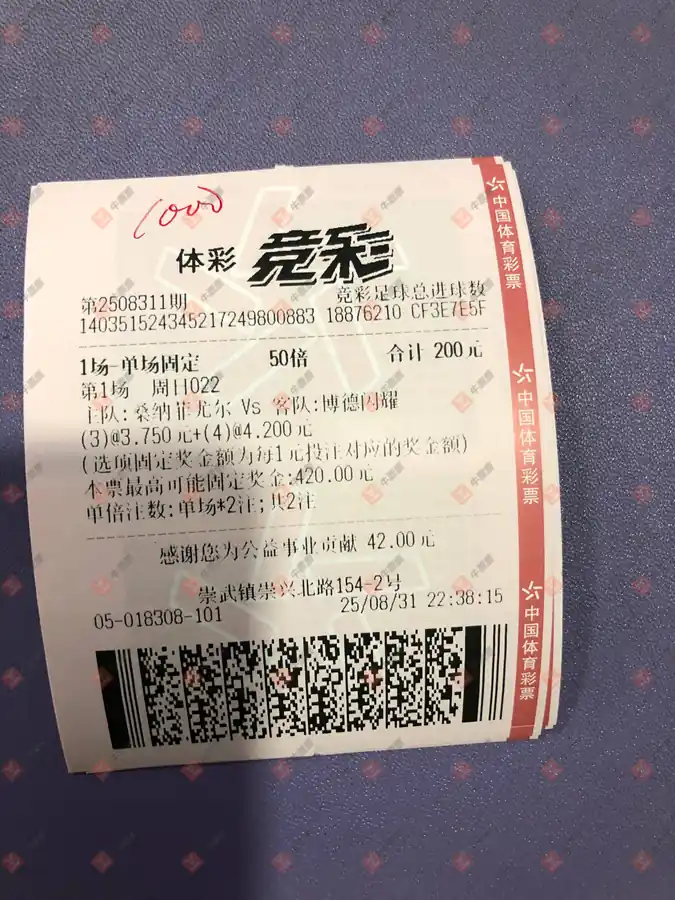 1000
体彩 竞彩
第2508311期 竞彩足球总进球数
140351524345217249800883 18876210 CF3E7E5F
1场-单场固定 50倍 合计 200元
第1场 周日022
主队:桑纳菲尤尔 Vs 客队:博德闪耀
(3)@3.750元+(4)@4.200元
(选项固定奖金额为每1元投注对应的奖金额)
本票最高可能固定奖金:420.00元
单倍注数:单场*2注;共2注
感谢您为公益事业贡献 42.00元
崇武镇崇兴北路154-2号
05-018308-101 25/08/31 22:38:15
中国体育彩票
中国体育彩票
中国体育彩票